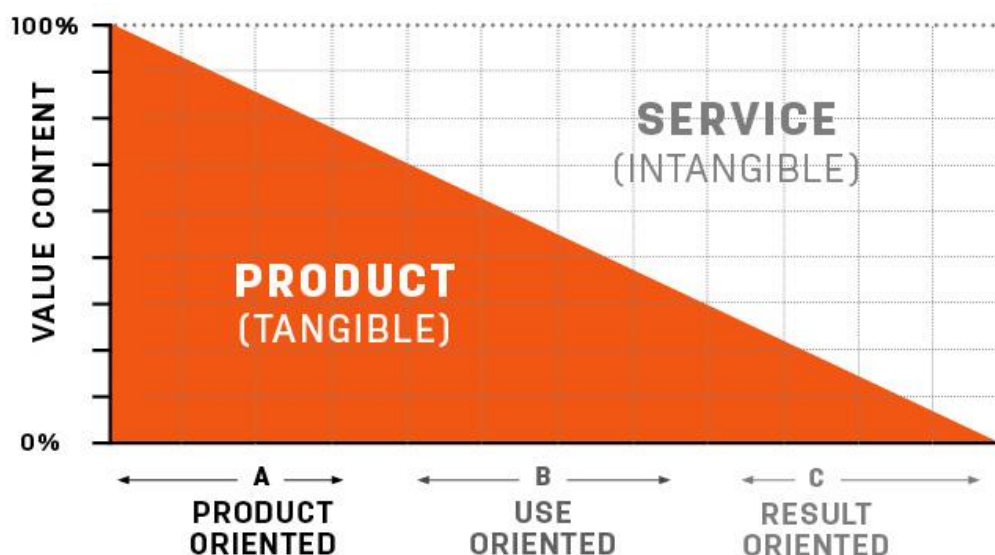 100%
VALUE CONTENT
SERVICE
(INTANGIBLE)
PRODUCT
(TANGIBLE)
0%
A
PRODUCT
ORIENTED
B
USE
ORIENTED
C
RESULT
ORIENTED